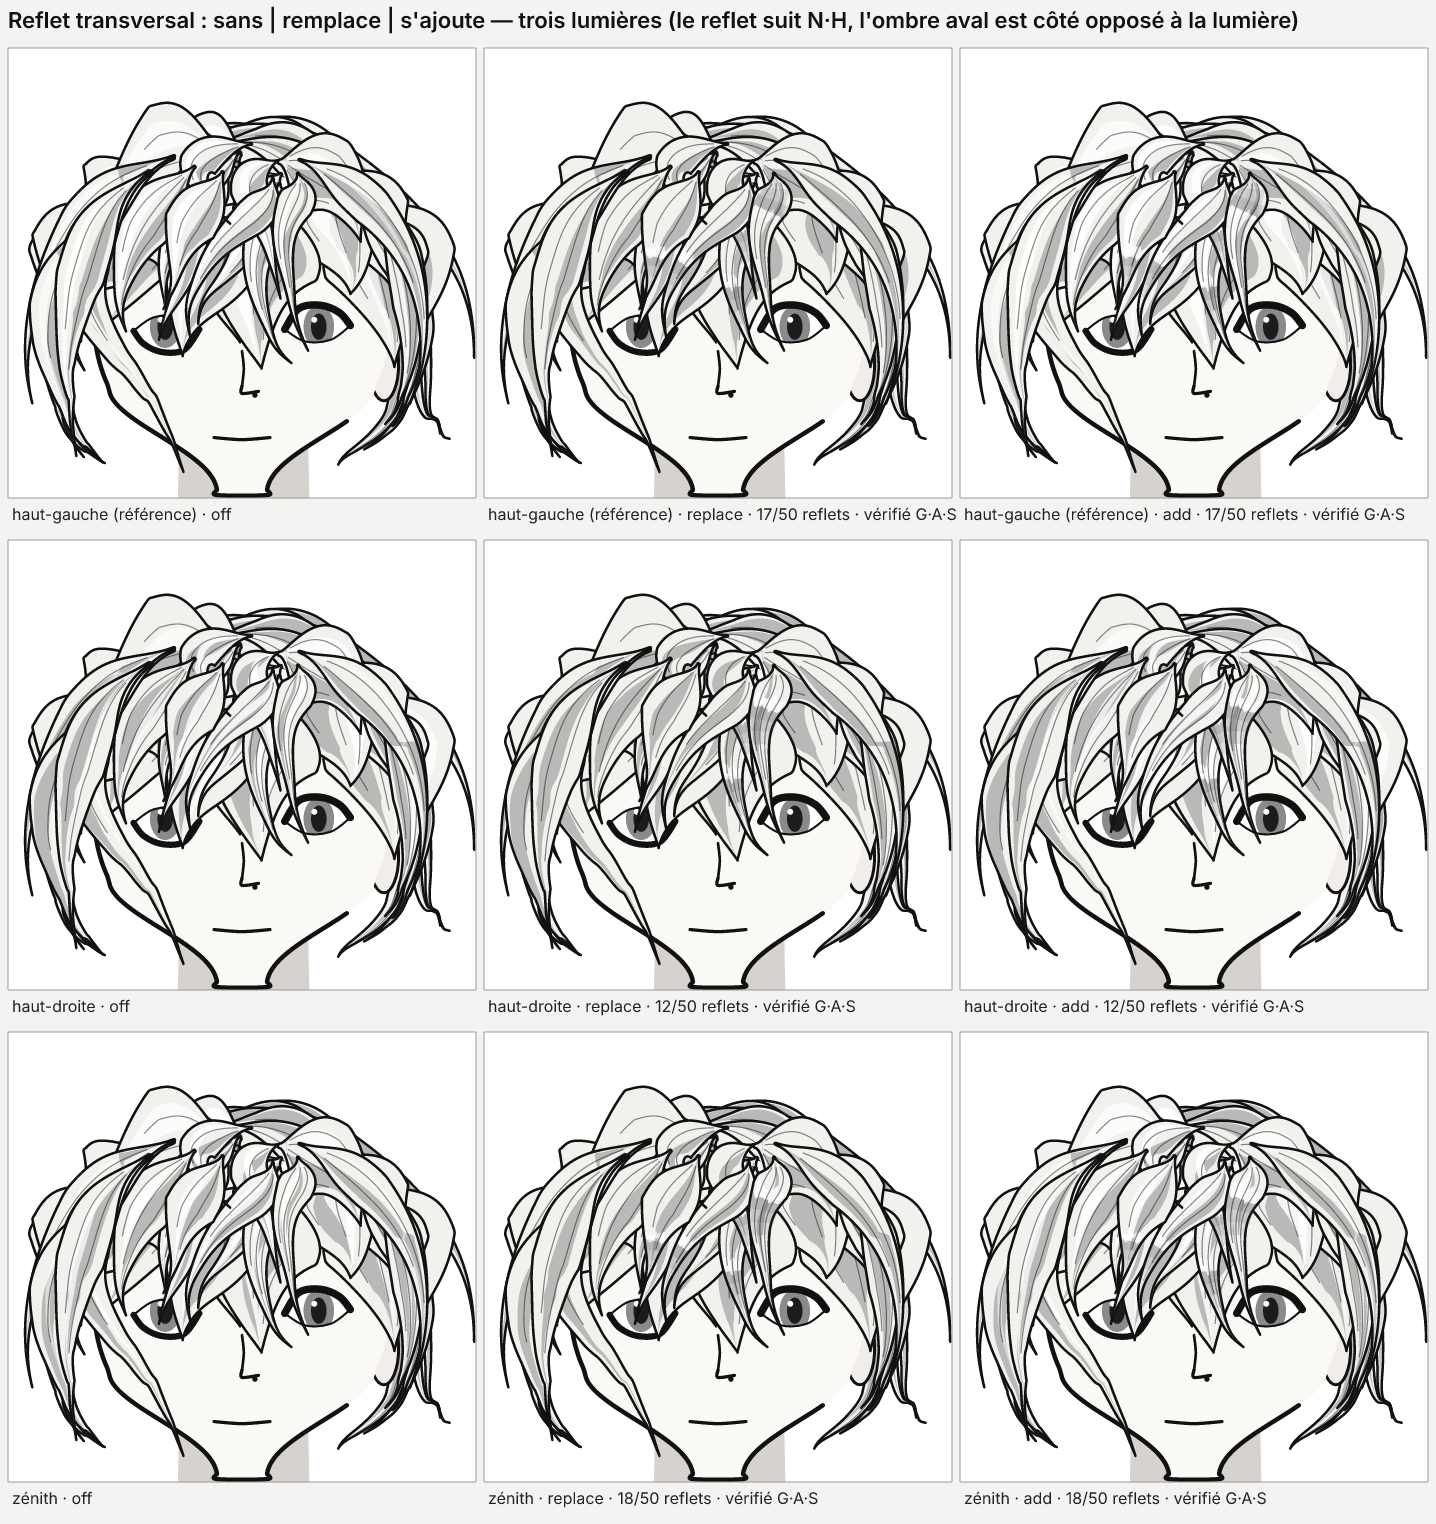 Reflet transversal : sans | remplace | s'ajoute — trois lumières (le reflet suit N·H, l'ombre aval est côté opposé à la lumière)
haut-gauche (référence) · off
haut-gauche (référence) · replace · 17/50 reflets · vérifié G·A·S
haut-gauche (référence) · add · 17/50 reflets · vérifié G·A·S
haut-droite · off
haut-droite · replace · 12/50 reflets · vérifié G·A·S
haut-droite · add · 12/50 reflets · vérifié G·A·S
zénith · off
zénith · replace · 18/50 reflets · vérifié G·A·S
zénith · add · 18/50 reflets · vérifié G·A·S